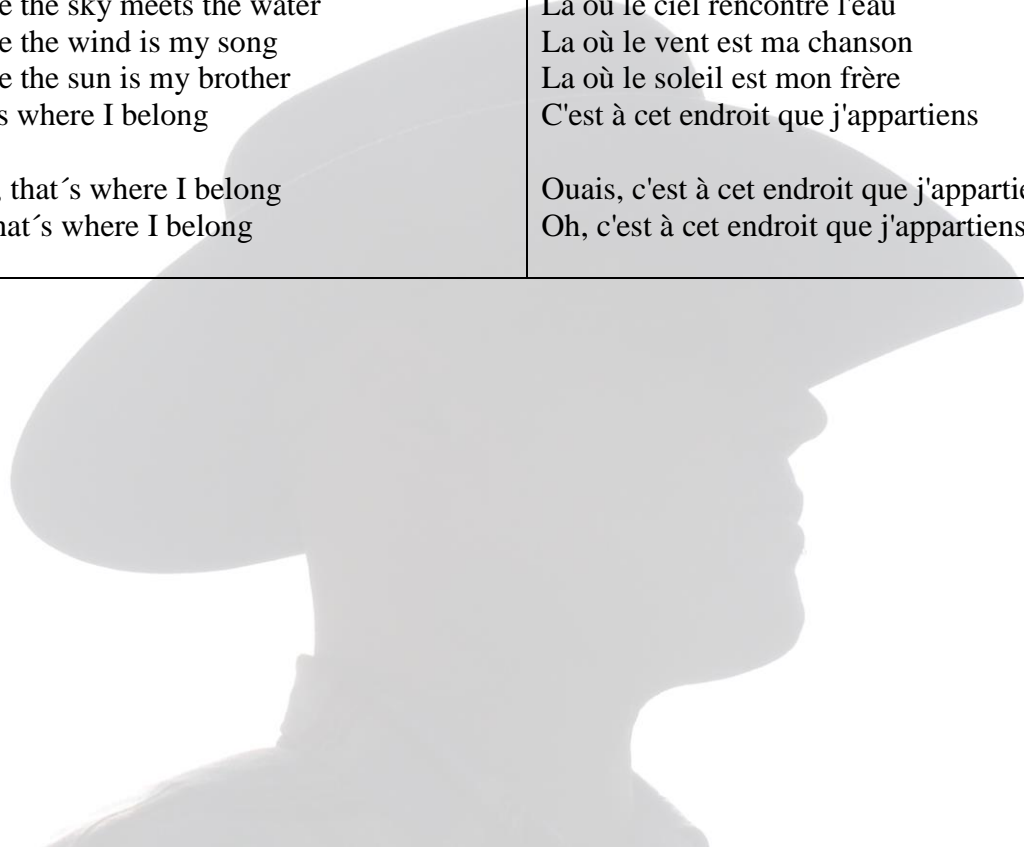 e the sky meets the water
e the wind is my song
e the sun is my brother
s where I belong
, that´s where I belong
hat´s where I belong
La où le ciel rencontre l'eau
La où le vent est ma chanson
La où le soleil est mon frère
C'est à cet endroit que j'appartiens
Ouais, c'est à cet endroit que j'appartie
Oh, c'est à cet endroit que j'appartiens